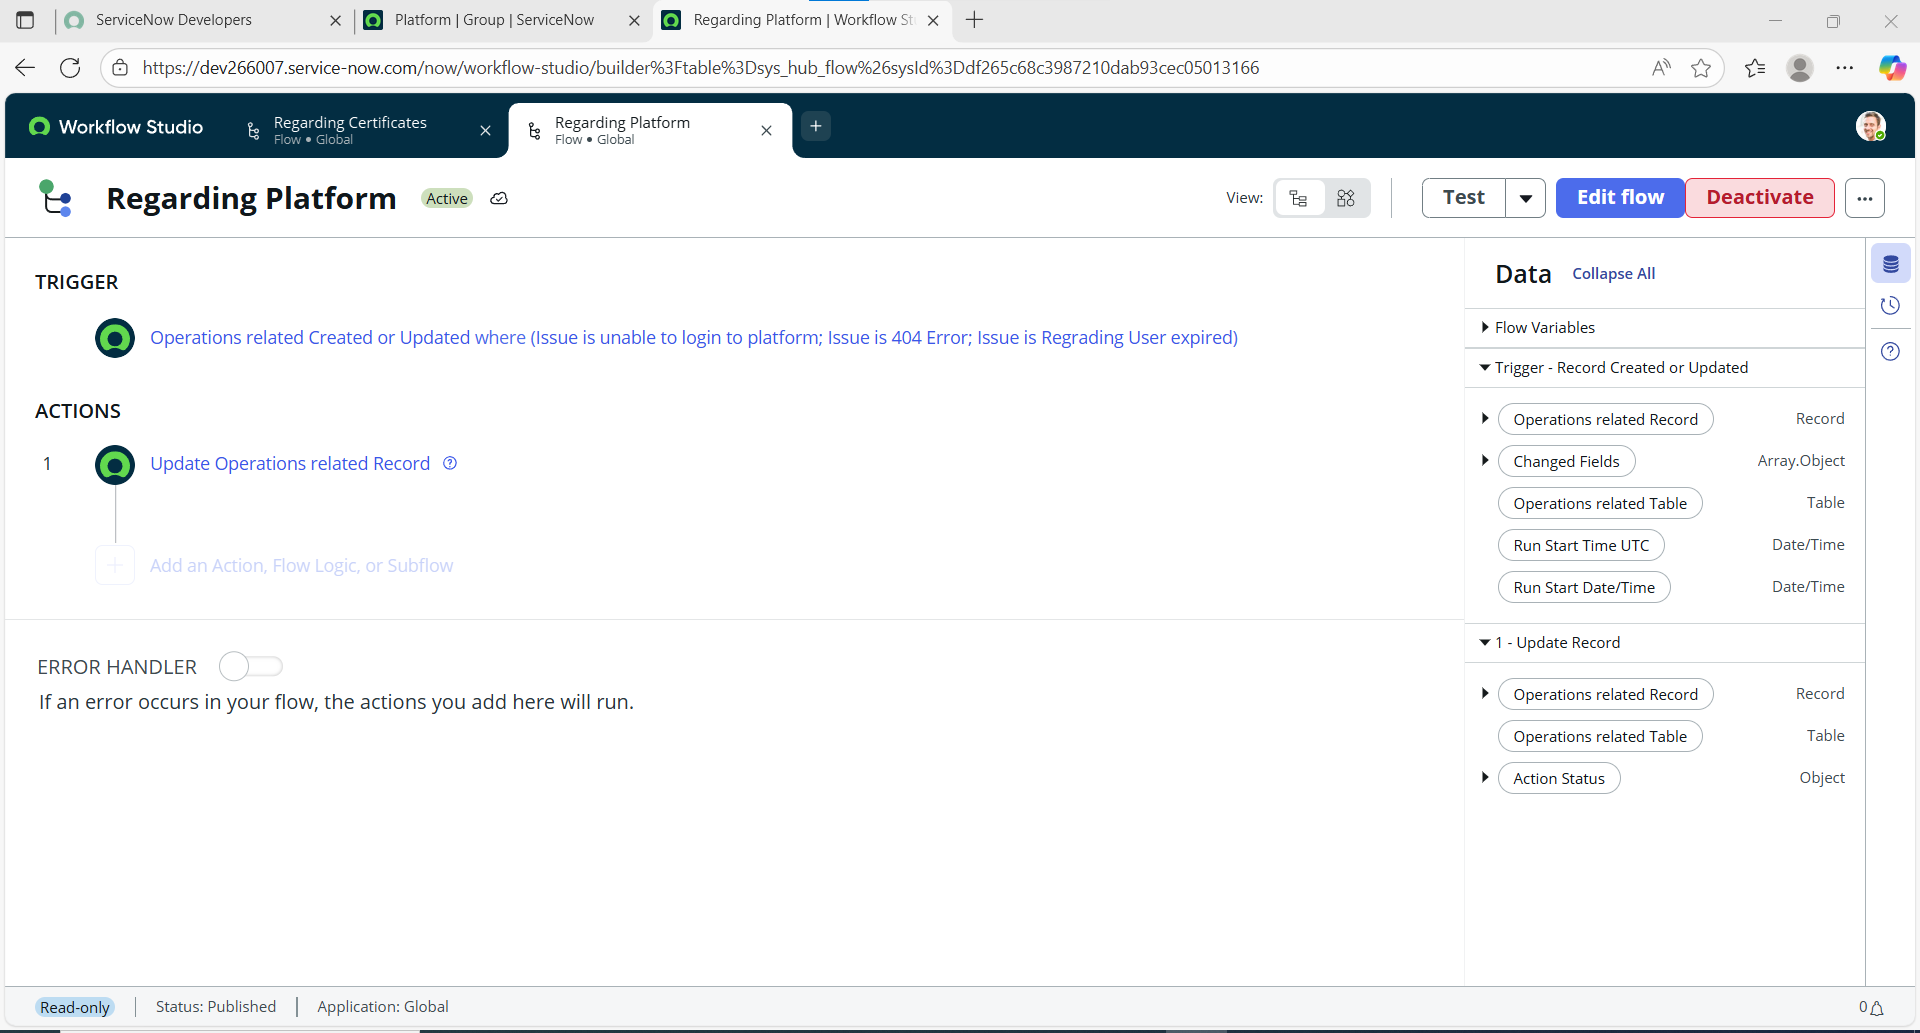 ServiceNow Developers
Platform | Group | ServiceNow
Regarding Platform | Workflow St
https://dev266007.service-now.com/now/workflow-studio/builder%3Ftable%3Dsys_hub_flow%26sysId%3Ddf265c68c3987210dab93cec05013166
Workflow Studio
Regarding Certificates
Flow • Global
Regarding Platform
Flow • Global
Regarding Platform
Active
View:
Test
Edit flow
Deactivate
TRIGGER
Operations related Created or Updated where (Issue is unable to login to platform; Issue is 404 Error; Issue is Regrading User expired)
ACTIONS
1
Update Operations related Record
Add an Action, Flow Logic, or Subflow
ERROR HANDLER
If an error occurs in your flow, the actions you add here will run.
Data
Collapse All
Flow Variables
Trigger - Record Created or Updated
Operations related Record Record
Changed Fields Array.Object
Operations related Table Table
Run Start Time UTC Date/Time
Run Start Date/Time Date/Time
1 - Update Record
Operations related Record Record
Operations related Table Table
Action Status Object
Read-only
Status: Published
Application: Global
0